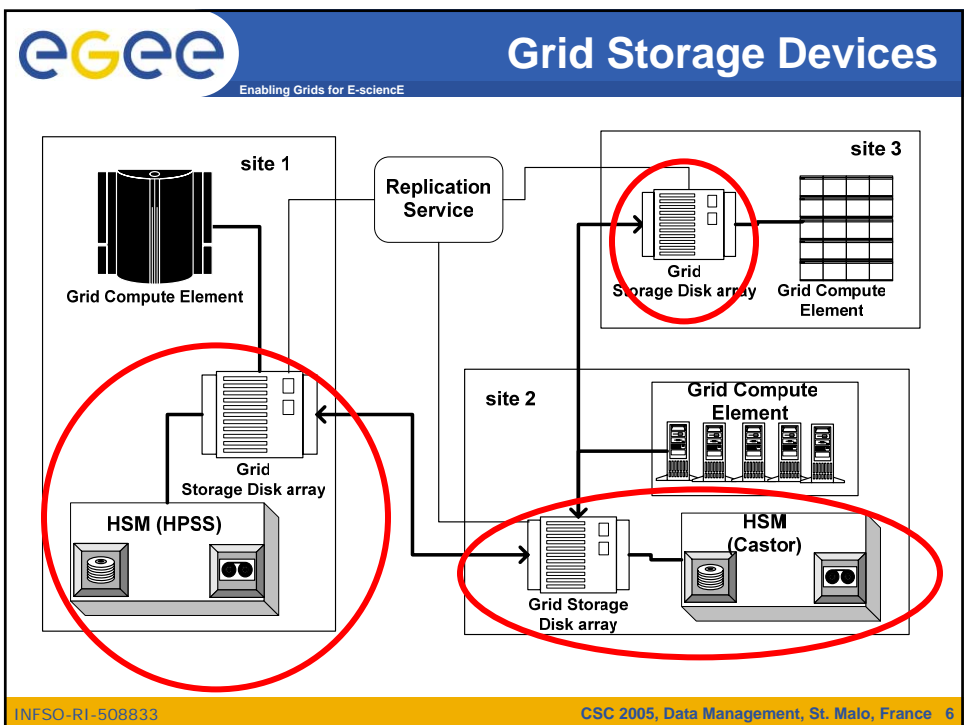 egee
Grid Storage Devices
Enabling Grids for E-sciencE
site 1
Grid Compute Element
Grid
Storage Disk array
HSM (HPSS)
Replication
Service
site 3
Grid
Storage Disk array
Grid Compute
Element
site 2
Grid Compute
Element
Grid Storage
Disk array
HSM
(Castor)
INFSO-RI-508833
CSC 2005, Data Management, St. Malo, France 6